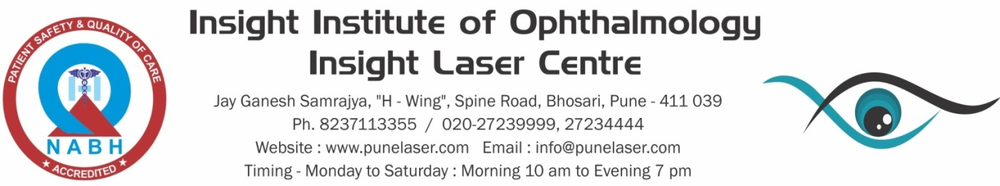 PATIENT SAFETY & QUALITY OF CARE
H
NABH
★ ACCREDITED ★
Insight Institute of Ophthalmology
Insight Laser Centre
Jay Ganesh Samrajya, "H - Wing", Spine Road, Bhosari, Pune - 411 039
Ph. 8237113355 / 020-27239999, 27234444
Website : www.punelaser.com Email : info@punelaser.com
Timing - Monday to Saturday : Morning 10 am to Evening 7 pm